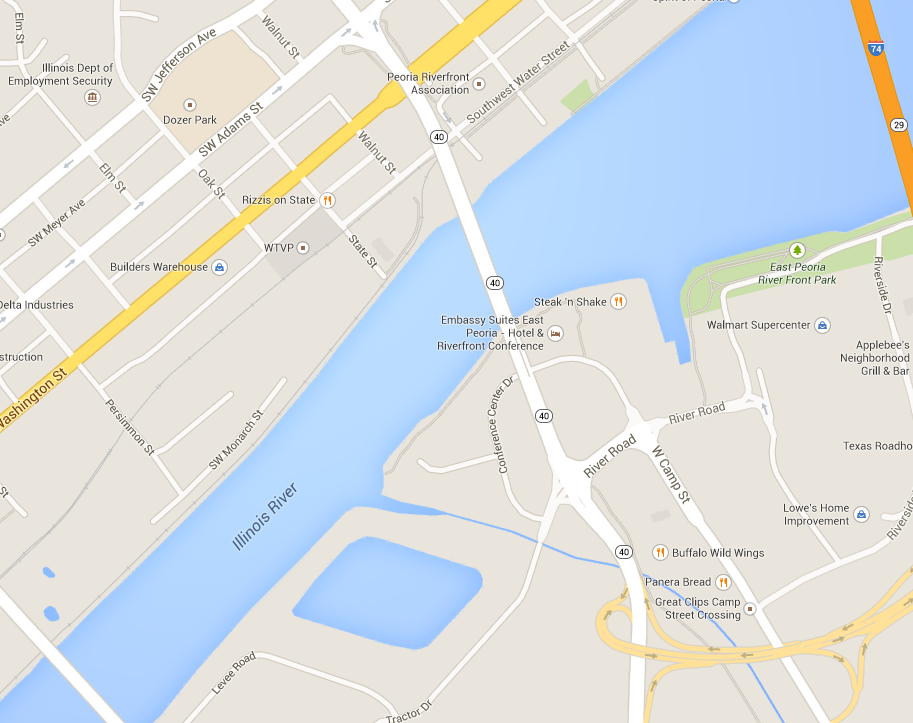 Elm St
SW Jefferson Ave
Walnut St
Illinois Dept of
Employment Security
Dozer Park
SW Adams St
Peoria Riverfront
Association
Southwest Water Street
74
29
40
Walnut St
Elm St
Oak St
SW Meyer Ave
Rizzis on State
WTVP
State St
Builders Warehouse
Delta Industries
struction
Washington St
Persimmon St
SW Monarch St
Illinois River
40
Steak 'n Shake
Embassy Suites East
Peoria - Hotel &
Riverfront Conference
East Peoria
River Front Park
Riverside Dr
Walmart Supercenter
Applebee's
Neighborhood
Grill & Bar
Conference Center Dr
40
River Road
River Road
W Camp St
Texas Roadho
Lowe's Home
Improvement
Riverside
40
Buffalo Wild Wings
Panera Bread
Great Clips Camp
Street Crossing
Levee Road
Tractor Dr